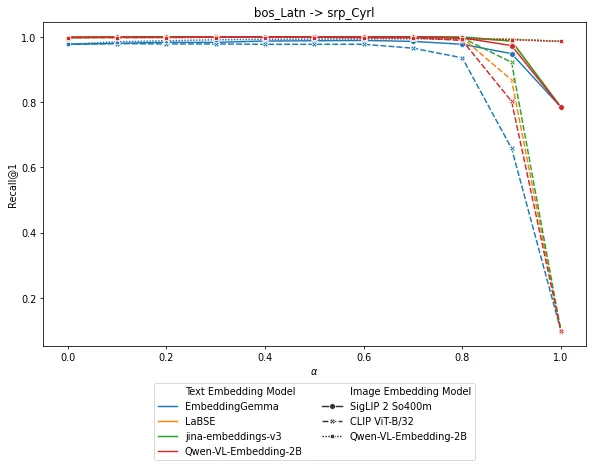 bos_Latn -> srp_Cyrl
Recall@1
1.0
0.8
0.6
0.4
0.2
0.0 0.2 0.4 0.6 0.8 1.0
α
Text Embedding Model
EmbeddingGemma
LaBSE
jina-embeddings-v3
Qwen-VL-Embedding-2B
Image Embedding Model
SigLIP 2 So400m
CLIP ViT-B/32
Qwen-VL-Embedding-2B